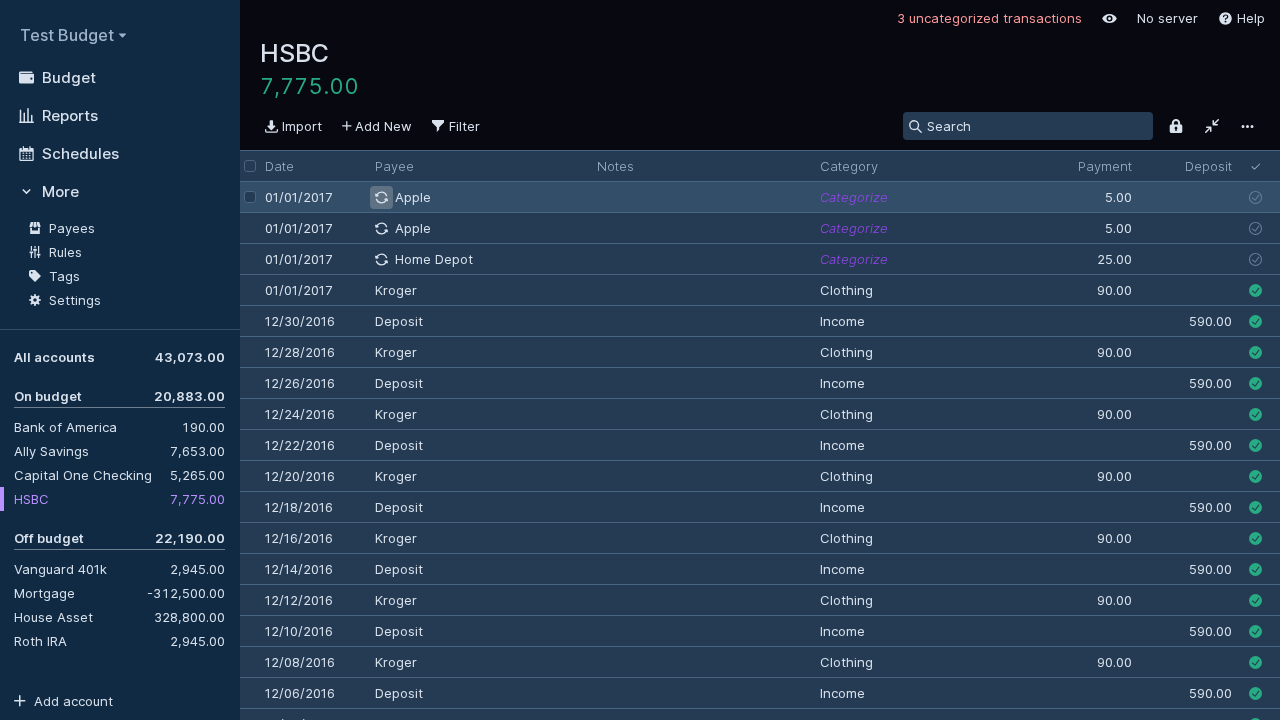 Test Budget
Budget
Reports
Schedules
More
Payees
Rules
Tags
Settings
All accounts 43,073.00
On budget 20,883.00
Bank of America 190.00
Ally Savings 7,653.00
Capital One Checking 5,265.00
HSBC 7,775.00
Off budget 22,190.00
Vanguard 401k 2,945.00
Mortgage -312,500.00
House Asset 328,800.00
Roth IRA 2,945.00
Add account
3 uncategorized transactions No server Help
HSBC
7,775.00
Import Add New Filter Search
Date Payee Notes Category Payment Deposit
01/01/2017 Apple Categorize 5.00
01/01/2017 Apple Categorize 5.00
01/01/2017 Home Depot Categorize 25.00
01/01/2017 Kroger Clothing 90.00
12/30/2016 Deposit Income 590.00
12/28/2016 Kroger Clothing 90.00
12/26/2016 Deposit Income 590.00
12/24/2016 Kroger Clothing 90.00
12/22/2016 Deposit Income 590.00
12/20/2016 Kroger Clothing 90.00
12/18/2016 Deposit Income 590.00
12/16/2016 Kroger Clothing 90.00
12/14/2016 Deposit Income 590.00
12/12/2016 Kroger Clothing 90.00
12/10/2016 Deposit Income 590.00
12/08/2016 Kroger Clothing 90.00
12/06/2016 Deposit Income 590.00